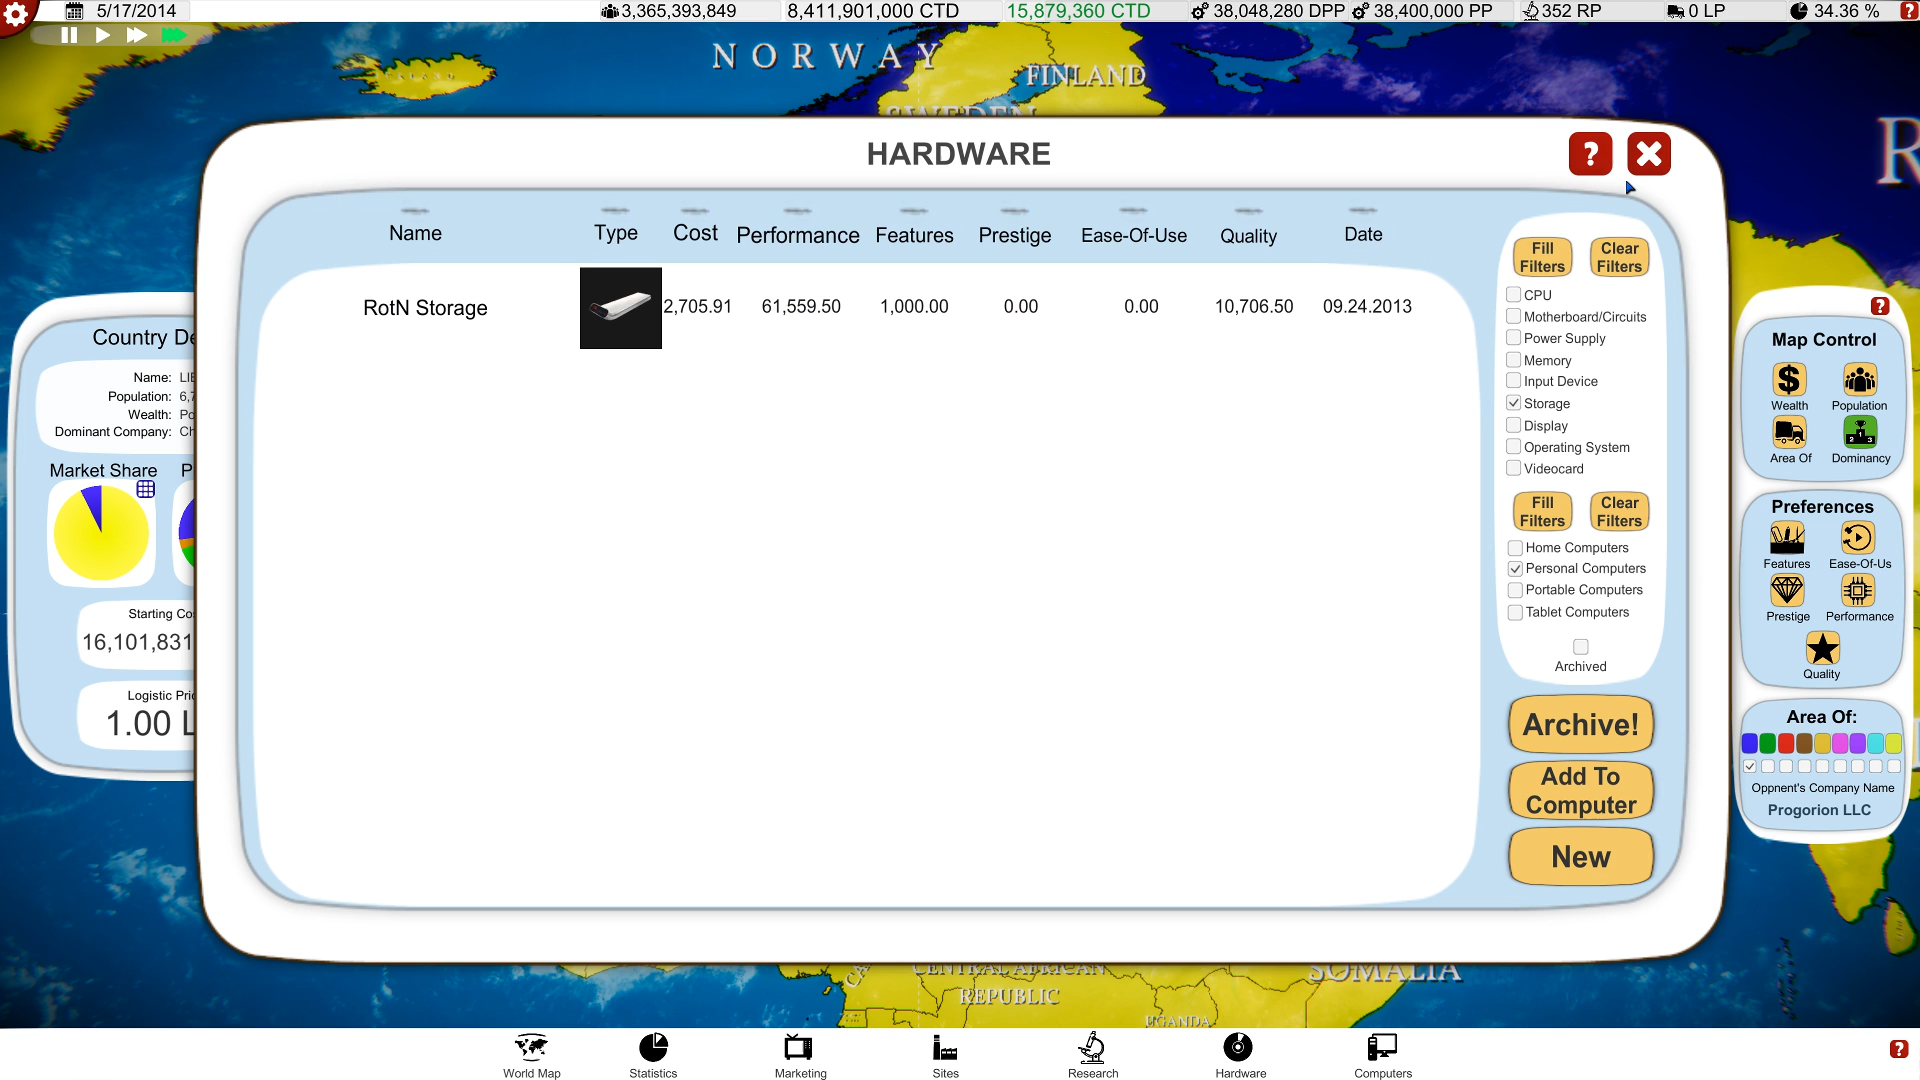 5/17/2014
3,365,393,849
8,411,901,000 CTD
15,879,360 CTD
38,048,280 DPP
38,400,000 PP
352 RP
0 LP
34.36 %
?
NORWAY
FINLAND
SWEDEN
HARDWARE
?
Name
Type
Cost
Performance
Features
Prestige
Ease-Of-Use
Quality
Date
RotN Storage
2,705.91
61,559.50
1,000.00
0.00
0.00
10,706.50
09.24.2013
Fill Filters
Clear Filters
CPU
Motherboard/Circuits
Power Supply
Memory
Input Device
Storage
Display
Operating System
Videocard
Fill Filters
Clear Filters
Home Computers
Personal Computers
Portable Computers
Tablet Computers
Archived
Archive!
Add To Computer
New
Country De
Name: LIE
Population: 6,7
Wealth: Po
Dominant Company: Ch
Market Share
P
Starting Co
16,101,831
Logistic Pri
1.00 L
?
Map Control
Wealth
Population
Area Of
Dominancy
Preferences
Features
Ease-Of-Us
Prestige
Performance
Quality
Area Of:
Oppnent's Company Name
Progorion LLC
CENTRAL AFRICAN
REPUBLIC
UGANDA
SOMALIA
World Map
Statistics
Marketing
Sites
Research
Hardware
Computers
?